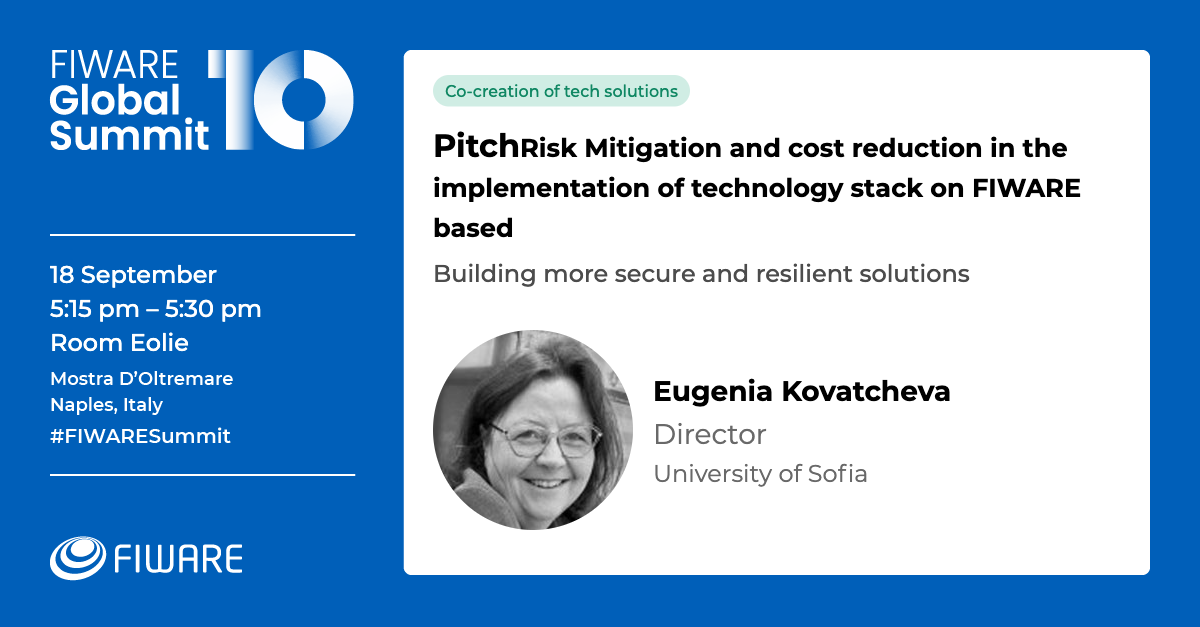 FIWARE
Global
Summit
10
18 September
5:15 pm – 5:30 pm
Room Eolie
Mostra D’Oltremare
Naples, Italy
#FIWARESummit
FIWARE
Co-creation of tech solutions
PitchRisk Mitigation and cost reduction in the
implementation of technology stack on FIWARE
based
Building more secure and resilient solutions
Eugenia Kovatcheva
Director
University of Sofia